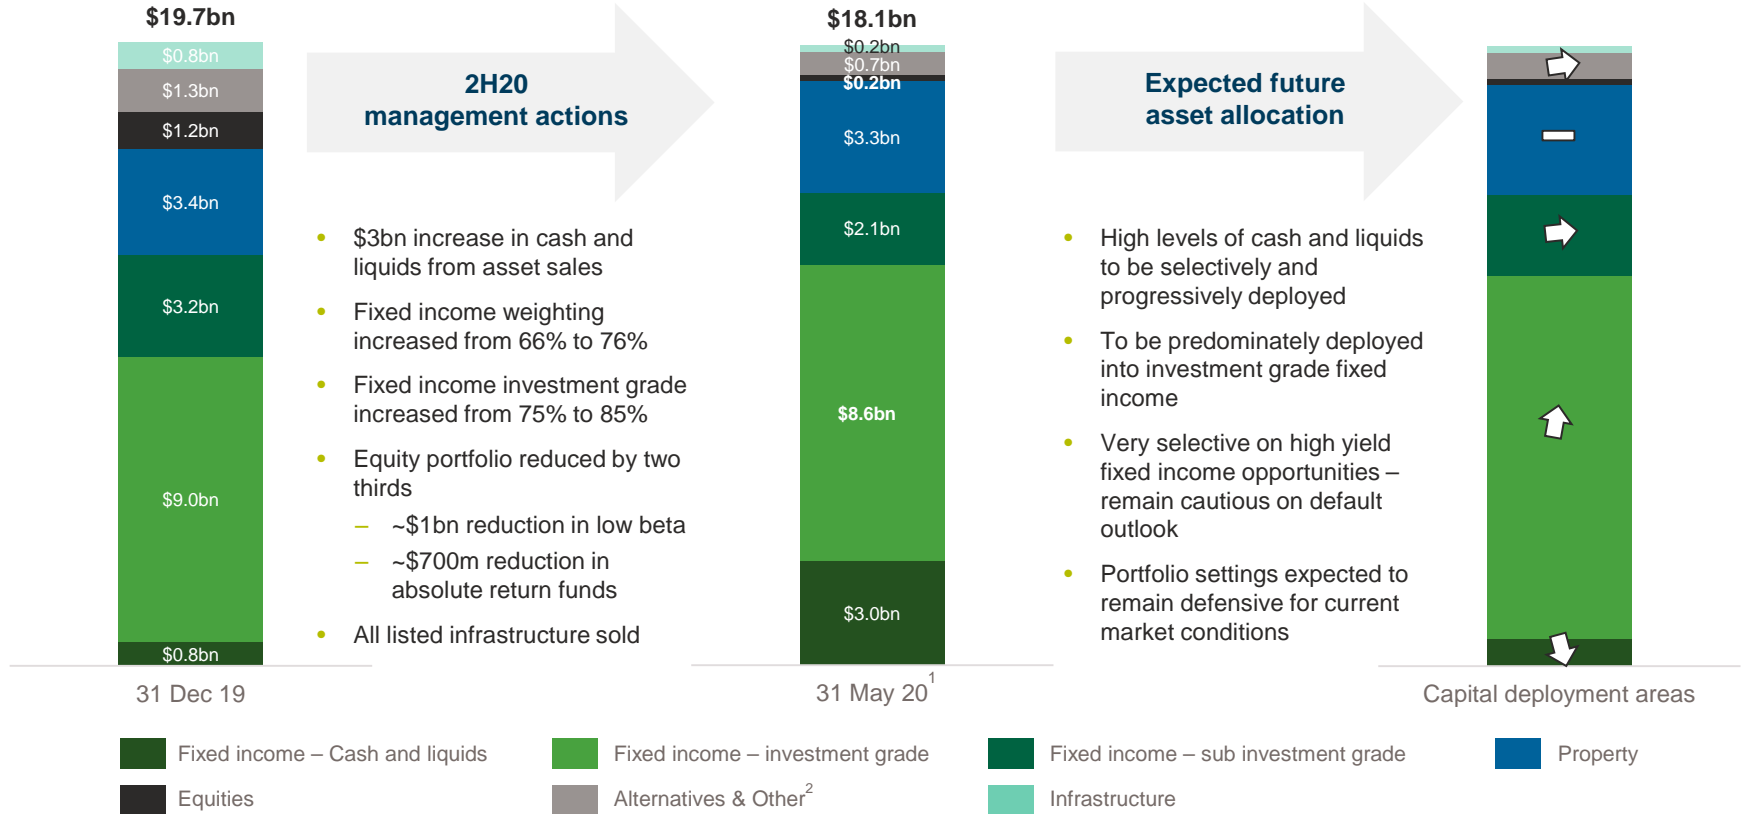 $19.7bn
$0.8bn
$1.3bn
$1.2bn
$3.4bn
$3.2bn
$9.0bn
$0.8bn
31 Dec 19
2H20
management actions
• $3bn increase in cash and
liquids from asset sales
• Fixed income weighting
increased from 66% to 76%
• Fixed income investment grade
increased from 75% to 85%
• Equity portfolio reduced by two
thirds
– ~$1bn reduction in low beta
– ~$700m reduction in
absolute return funds
• All listed infrastructure sold
$18.1bn
$0.2bn
$0.7bn
$0.2bn
$3.3bn
$2.1bn
$8.6bn
$3.0bn
31 May 20¹
Expected future
asset allocation
• High levels of cash and liquids
to be selectively and
progressively deployed
• To be predominately deployed
into investment grade fixed
income
• Very selective on high yield
fixed income opportunities –
remain cautious on default
outlook
• Portfolio settings expected to
remain defensive for current
market conditions
Capital deployment areas
Fixed income – Cash and liquids
Fixed income – investment grade
Fixed income – sub investment grade
Property
Equities
Alternatives & Other²
Infrastructure